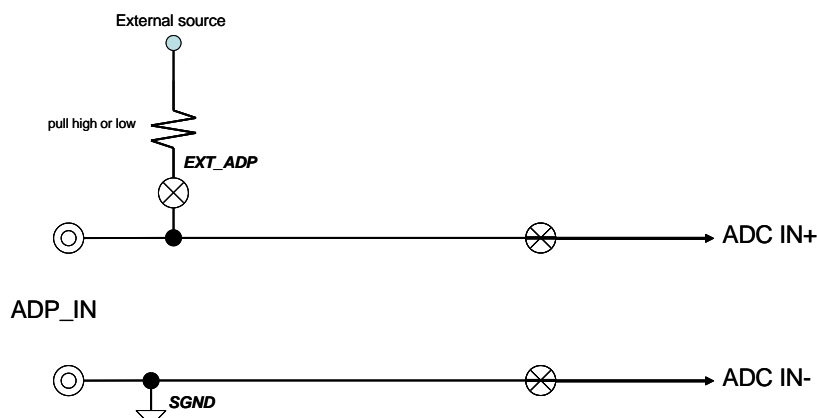 External source
pull high or low
EXT_ADP
ADC IN+
ADP_IN
ADC IN-
SGND